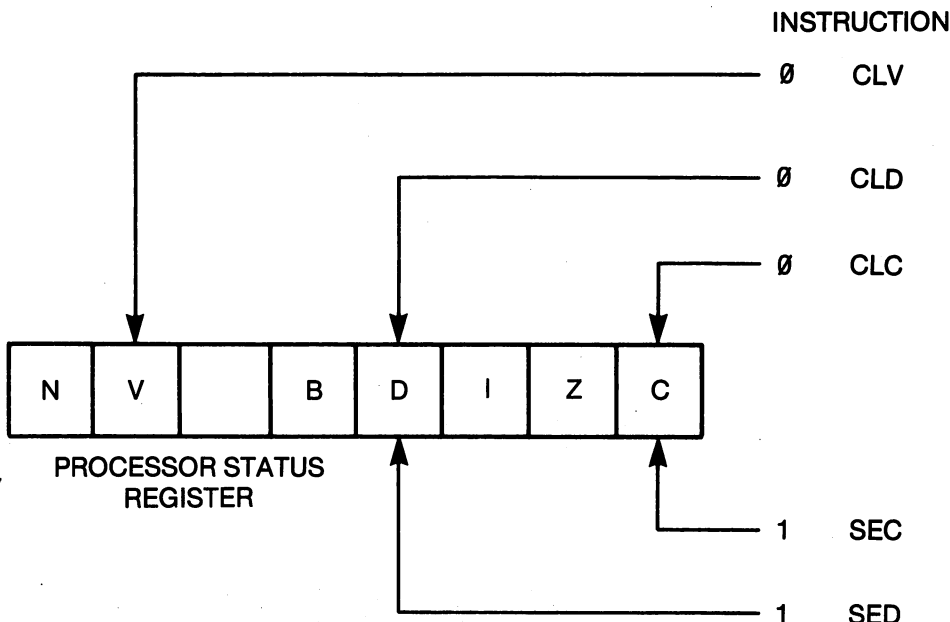 INSTRUCTION
Ø CLV
Ø CLD
Ø CLC
N V B D I Z C
PROCESSOR STATUS
REGISTER
1 SEC
1 SED